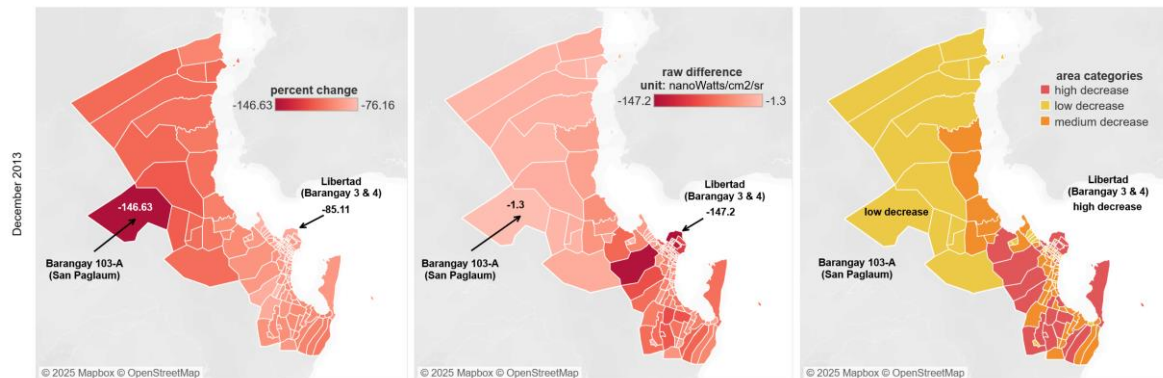 December 2013
percent change
-146.63 -76.16
Libertad
(Barangay 3 & 4)
-85.11
-146.63
Barangay 103-A
(San Paglaum)
© 2025 Mapbox © OpenStreetMap
raw difference
unit: nanoWatts/cm2/sr
-147.2 -1.3
Libertad
(Barangay 3 & 4)
-147.2
-1.3
Barangay 103-A
(San Paglaum)
© 2025 Mapbox © OpenStreetMap
area categories
high decrease
low decrease
medium decrease
Libertad
(Barangay 3 & 4)
high decrease
low decrease
Barangay 103-A
(San Paglaum)
© 2025 Mapbox © OpenStreetMap